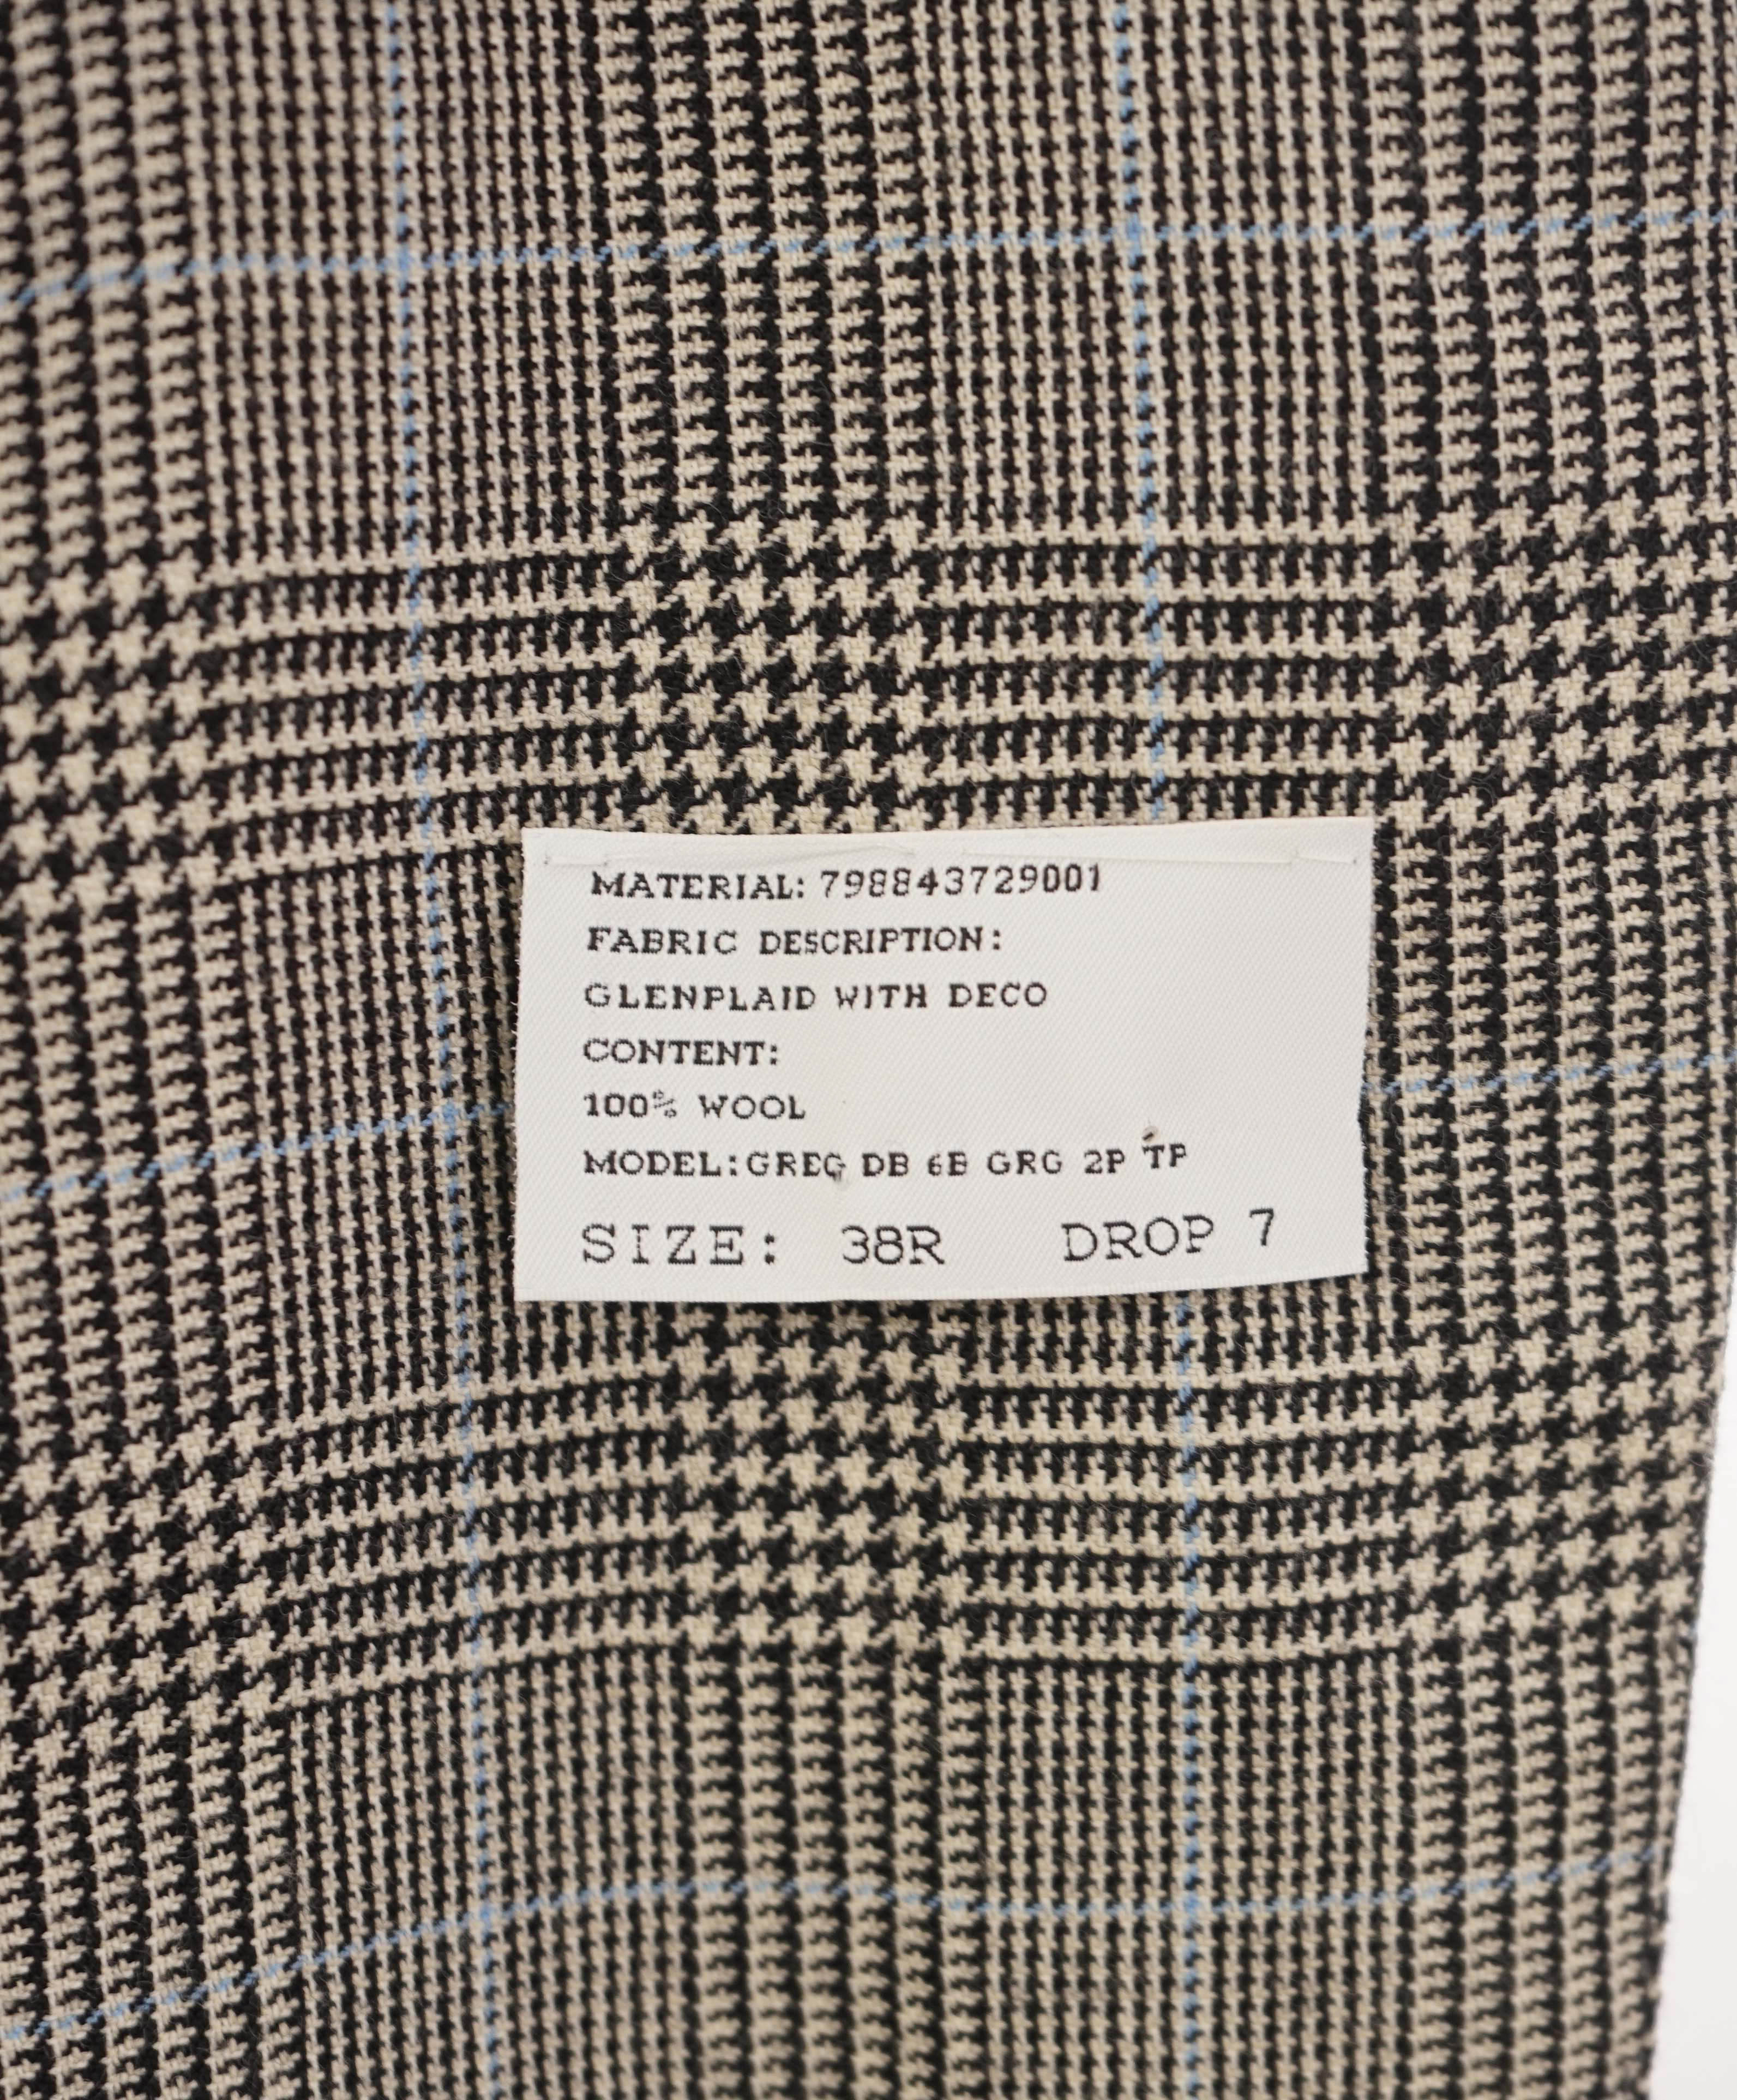 MATERIAL: 798843729001
FABRIC DESCRIPTION:
GLENPLAID WITH DECO
CONTENT:
100% WOOL
MODEL:GREG DB 6B GRG 2P TP
SIZE: 38R DROP 7